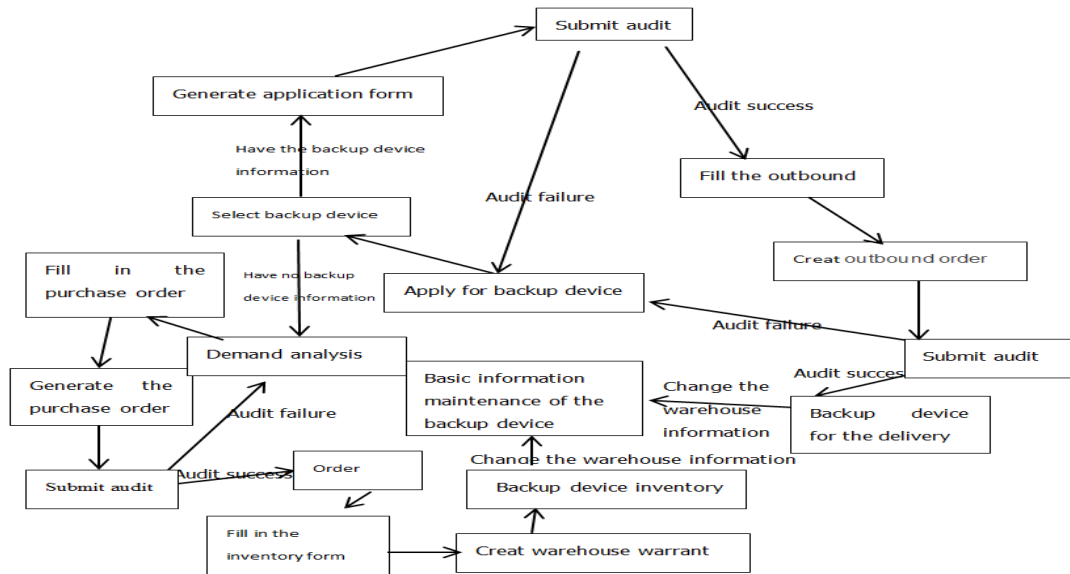 Submit audit
Generate application form
Audit success
Have the backup device
information
Fill the outbound
Audit failure
Select backup device
Fill in the
purchase order
Have no backup
device information
Apply for backup device
Creat outbound order
Audit failure
Demand analysis
Submit audit
Generate the
purchase order
Basic information
maintenance of the
backup device
Audit succes
Change the
warehouse
information
Backup device
for the delivery
Audit failure
Submit audit
Audit success
Order
Change the warehouse information
Backup device inventory
Fill in the
inventory form
Creat warehouse warrant